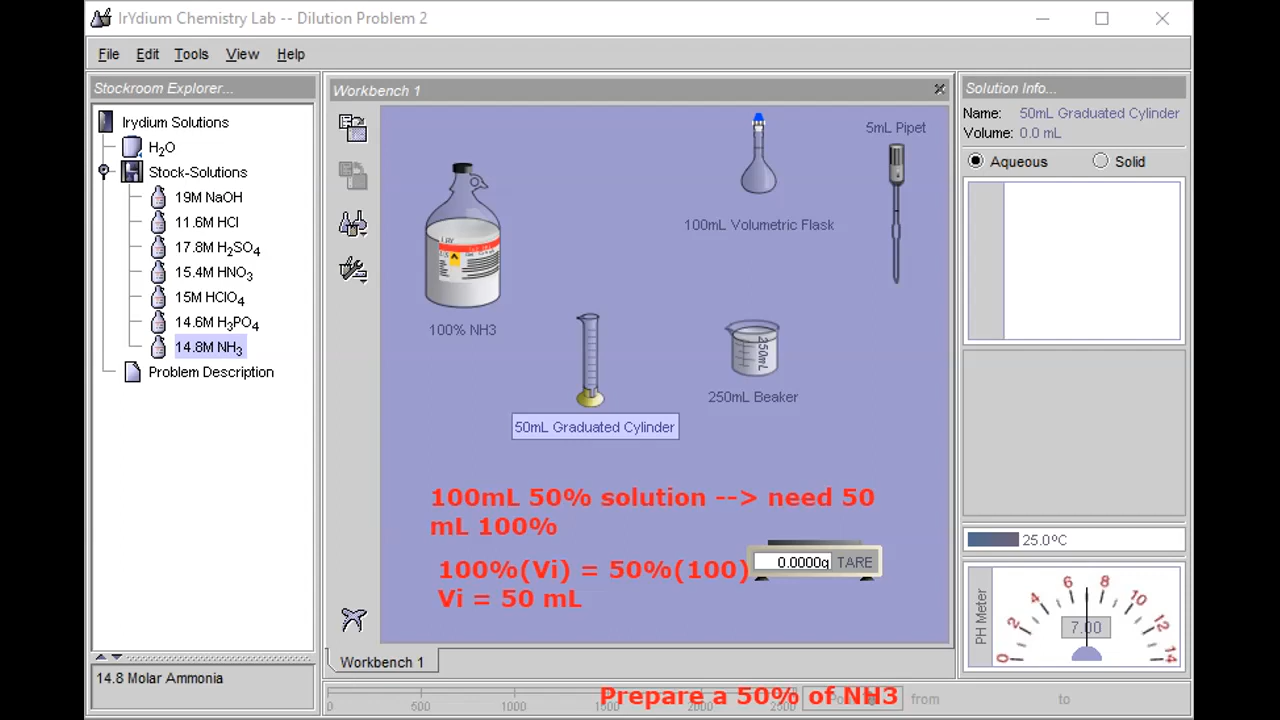 IrYdium Chemistry Lab -- Dilution Problem 2
File Edit Tools View Help
Stockroom Explorer...
Irydium Solutions
H2O
Stock-Solutions
19M NaOH
11.6M HCl
17.8M H2SO4
15.4M HNO3
15M HClO4
14.6M H3PO4
14.8M NH3
Problem Description
14.8 Molar Ammonia
Workbench 1
5mL Pipet
100mL Volumetric Flask
100% NH3
250mL
250mL Beaker
50mL Graduated Cylinder
100mL 50% solution --> need 50
mL 100%
100%(Vi) = 50%(100)
Vi = 50 mL
0.0000g TARE
Workbench 1
0 500 1000 1500 2000 2500
Prepare a 50% of NH3
from to
Solution Info...
Name: 50mL Graduated Cylinder
Volume: 0.0 mL
Aqueous Solid
25.0ºC
PH Meter
0 2 4 6 8 10 12 14
7.00